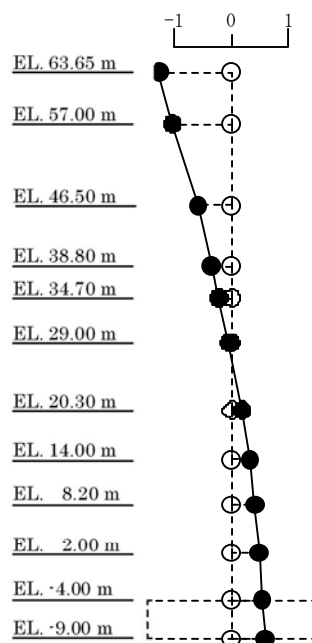 −1 0 1
EL. 63.65 m
EL. 57.00 m
EL. 46.50 m
EL. 38.80 m
EL. 34.70 m
EL. 29.00 m
EL. 20.30 m
EL. 14.00 m
EL. 8.20 m
EL. 2.00 m
EL. -4.00 m
EL. -9.00 m